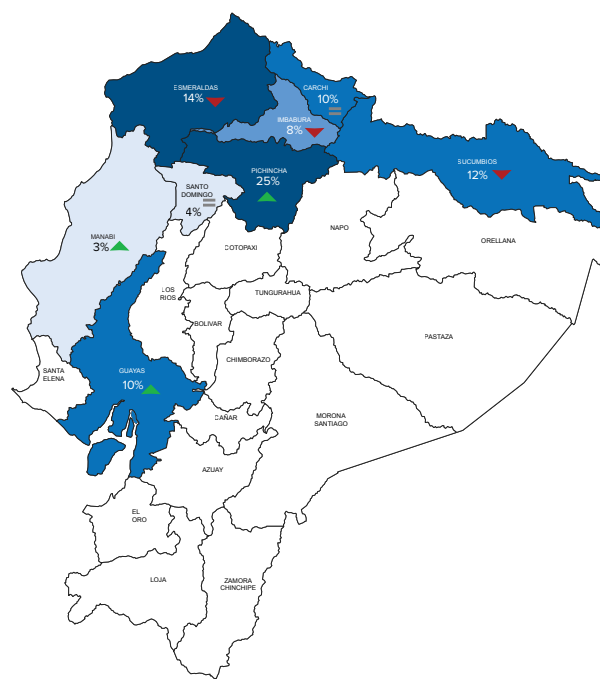 ESMERALDAS
14%
CARCHI
10%
IMBABURA
8%
SUCUMBIOS
12%
PICHINCHA
25%
SANTO
DOMINGO
4%
MANABI
3%
COTOPAXI
NAPO
ORELLANA
LOS
RIOS
TUNGURAHUA
BOLIVAR
PASTAZA
SANTA
ELENA
GUAYAS
10%
CHIMBORAZO
MORONA
SANTIAGO
CAÑAR
AZUAY
EL
ORO
LOJA
ZAMORA
CHINCHIPE